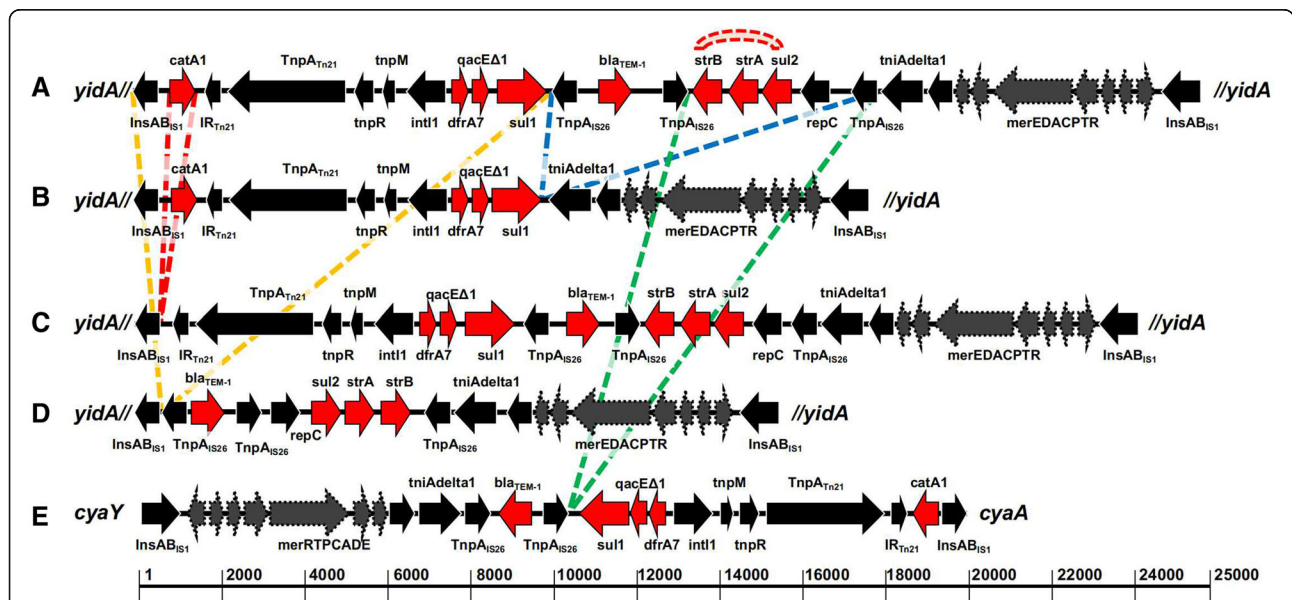 catA1 TnpATn21 tnpM qacEΔ1 blaTEM-1 strB strA sul2 tniAdelta1
A yidA// //yidA
InsABIS1 IRTn21 tnpR intI1 dfrA7 sul1 TnpAIS26 TnpAIS26 repC TnpAIS26 merEDACPTR InsABIS1
catA1 TnpATn21 tnpM qacEΔ1 tniAdelta1
B yidA// //yidA
InsABIS1 IRTn21 tnpR intI1 dfrA7 sul1 merEDACPTR InsABIS1
TnpATn21 tnpM qacEΔ1 blaTEM-1 strB strA sul2 tniAdelta1
C yidA// //yidA
InsABIS1 IRTn21 tnpR intI1 dfrA7 sul1 TnpAIS26 TnpAIS26 repC TnpAIS26 merEDACPTR InsABIS1
blaTEM-1 sul2 strA strB tniAdelta1
D yidA// //yidA
InsABIS1 TnpAIS26 TnpAIS26 repC TnpAIS26 merEDACPTR InsABIS1
tniAdelta1 blaTEM-1 qacEΔ1 tnpM TnpATn21 catA1
E cyaY cyaA
InsABIS1 merRTPCADE TnpAIS26 TnpAIS26 sul1 dfrA7 intI1 tnpR IRTn21 InsABIS1
1 2000 4000 6000 8000 10000 12000 14000 16000 18000 20000 22000 24000 25000